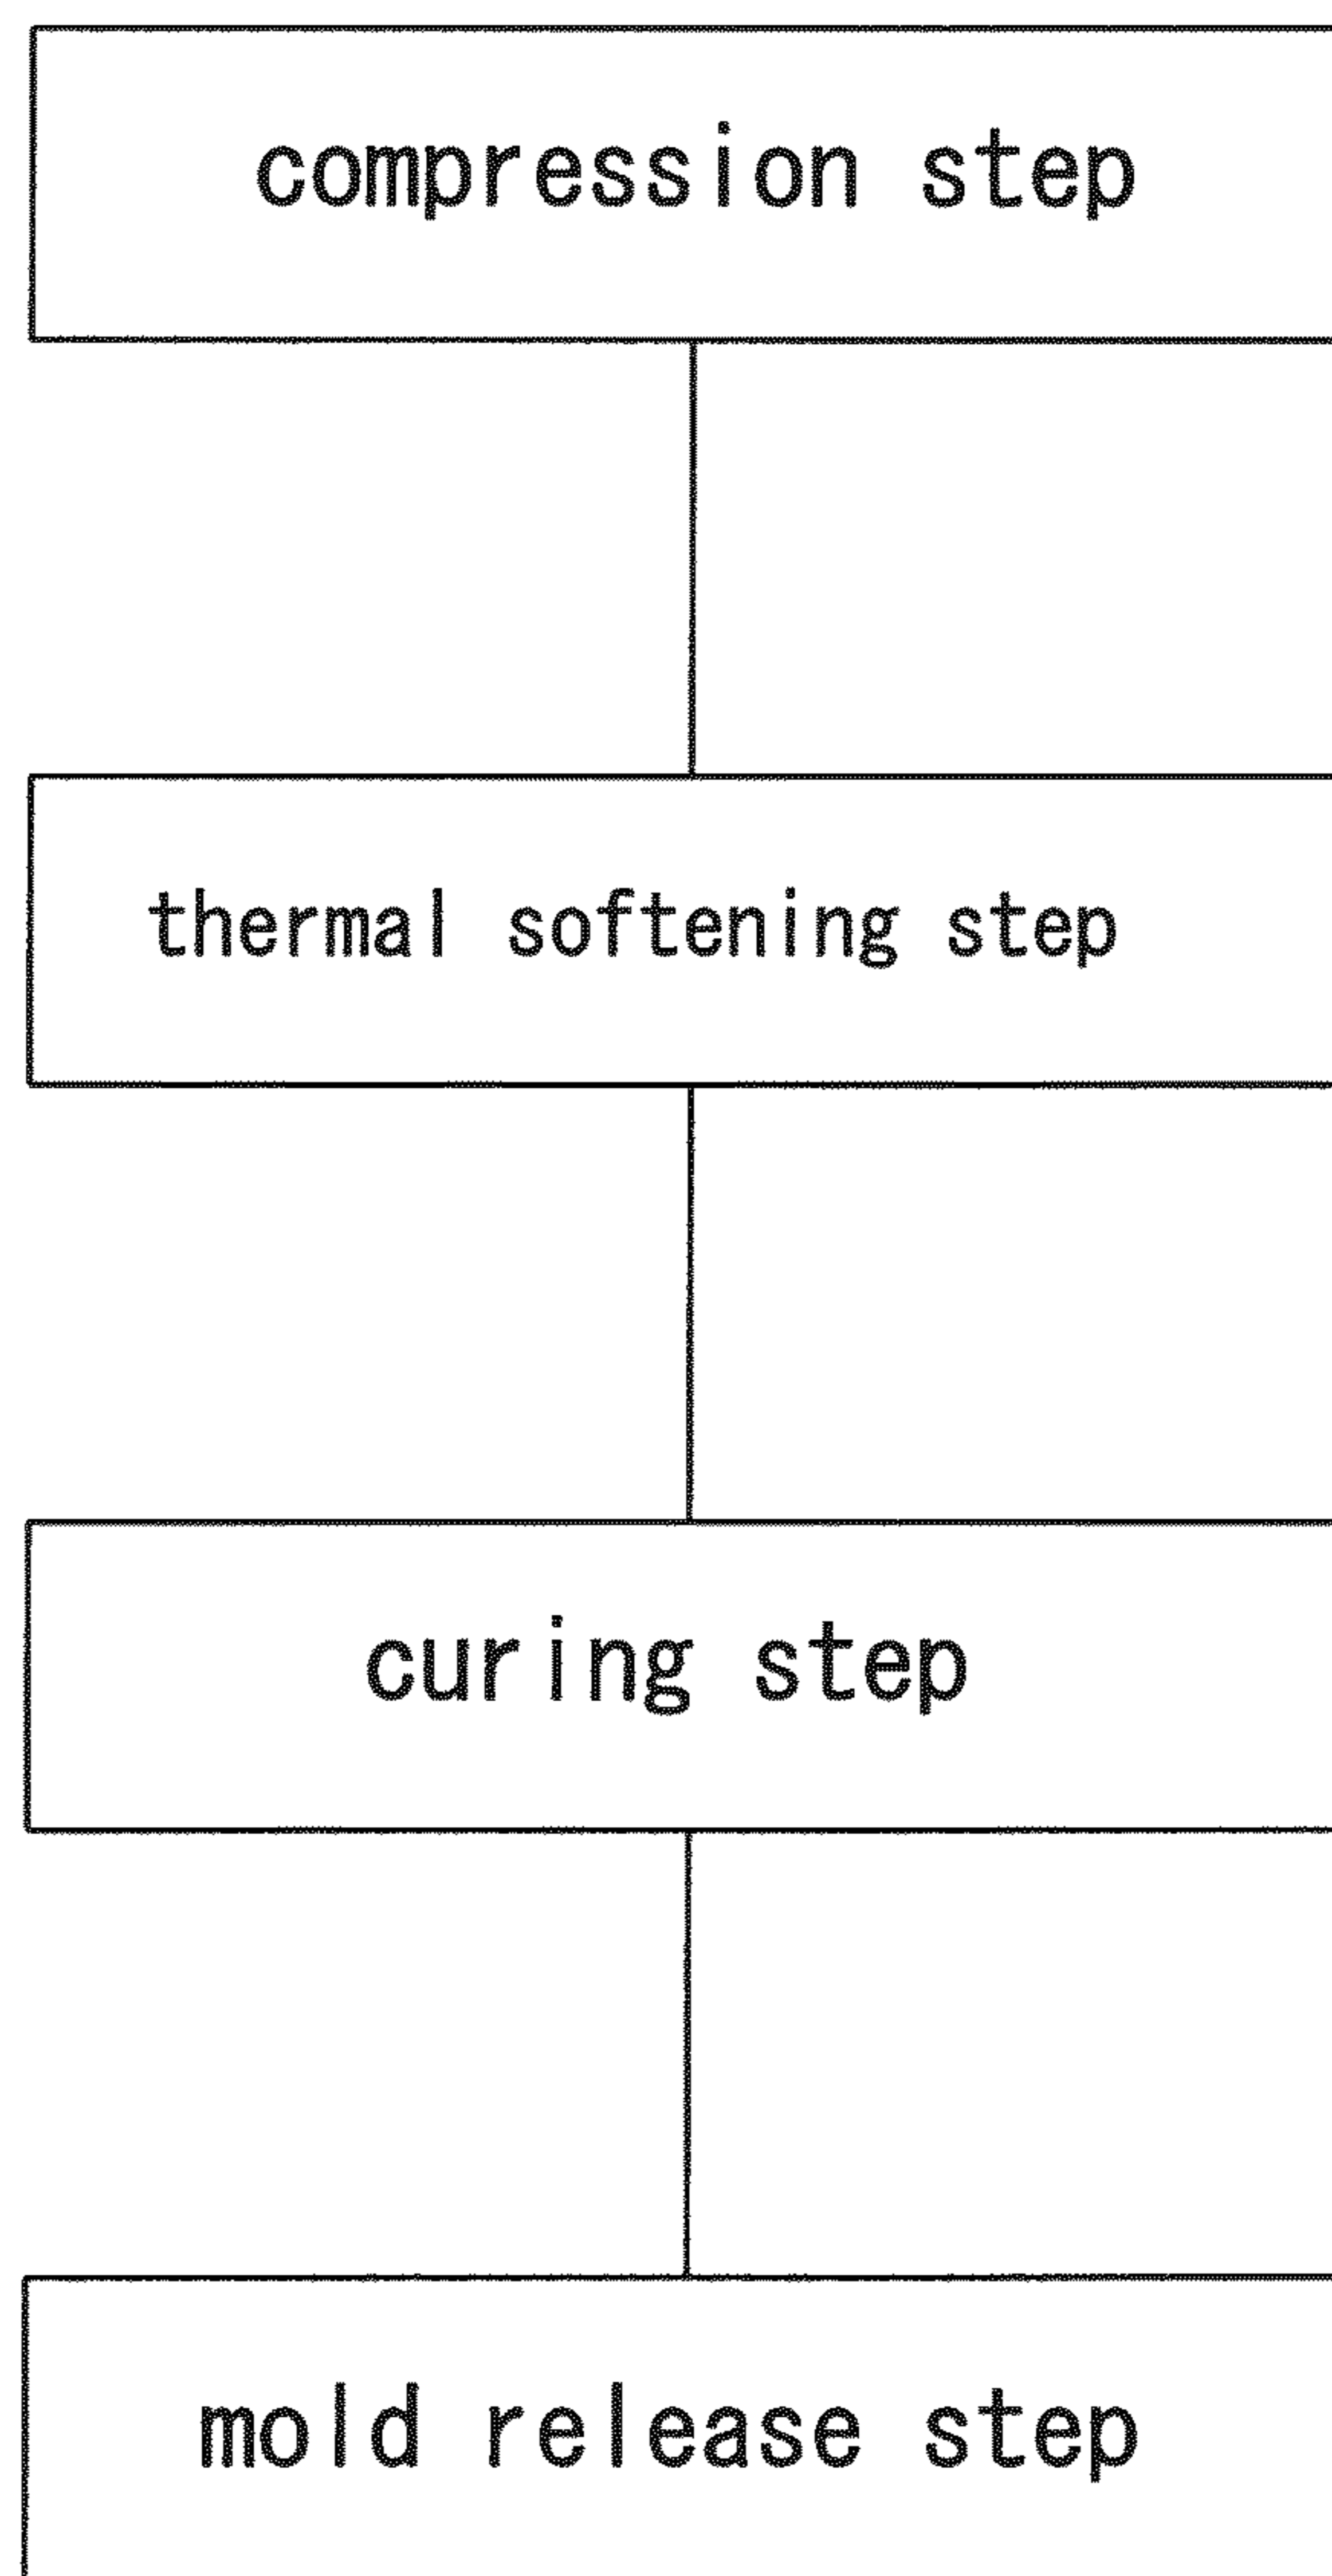 compression step
thermal softening step
curing step
mold release step